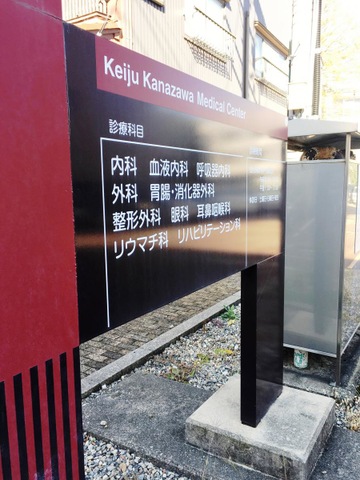 Keiju Kanazawa Medical Center
診療科目
内科 血液内科 呼吸器内科
外科 胃腸・消化器外科
整形外科 眼科 耳鼻咽喉科
リウマチ科 リハビリテーション科